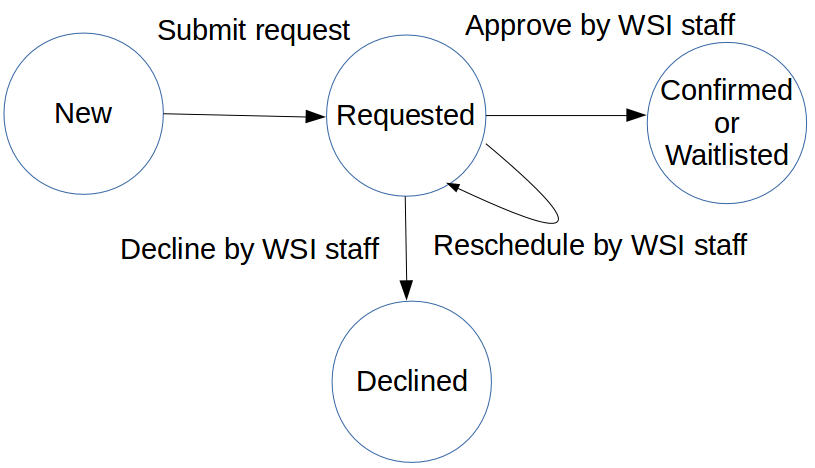 Submit request
Approve by WSI staff
New
Requested
Confirmed
or
Waitlisted
Decline by WSI staff
Reschedule by WSI staff
Declined